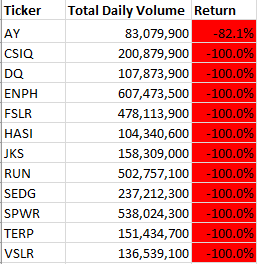 Ticker Total Daily Volume Return
AY 83,079,900 -82.1%
CSIQ 200,879,900 -100.0%
DQ 107,873,900 -100.0%
ENPH 607,473,500 -100.0%
FSLR 478,113,900 -100.0%
HASI 104,340,600 -100.0%
JKS 158,309,000 -100.0%
RUN 502,757,100 -100.0%
SEDG 237,212,300 -100.0%
SPWR 538,024,300 -100.0%
TERP 151,434,700 -100.0%
VSLR 136,539,100 -100.0%